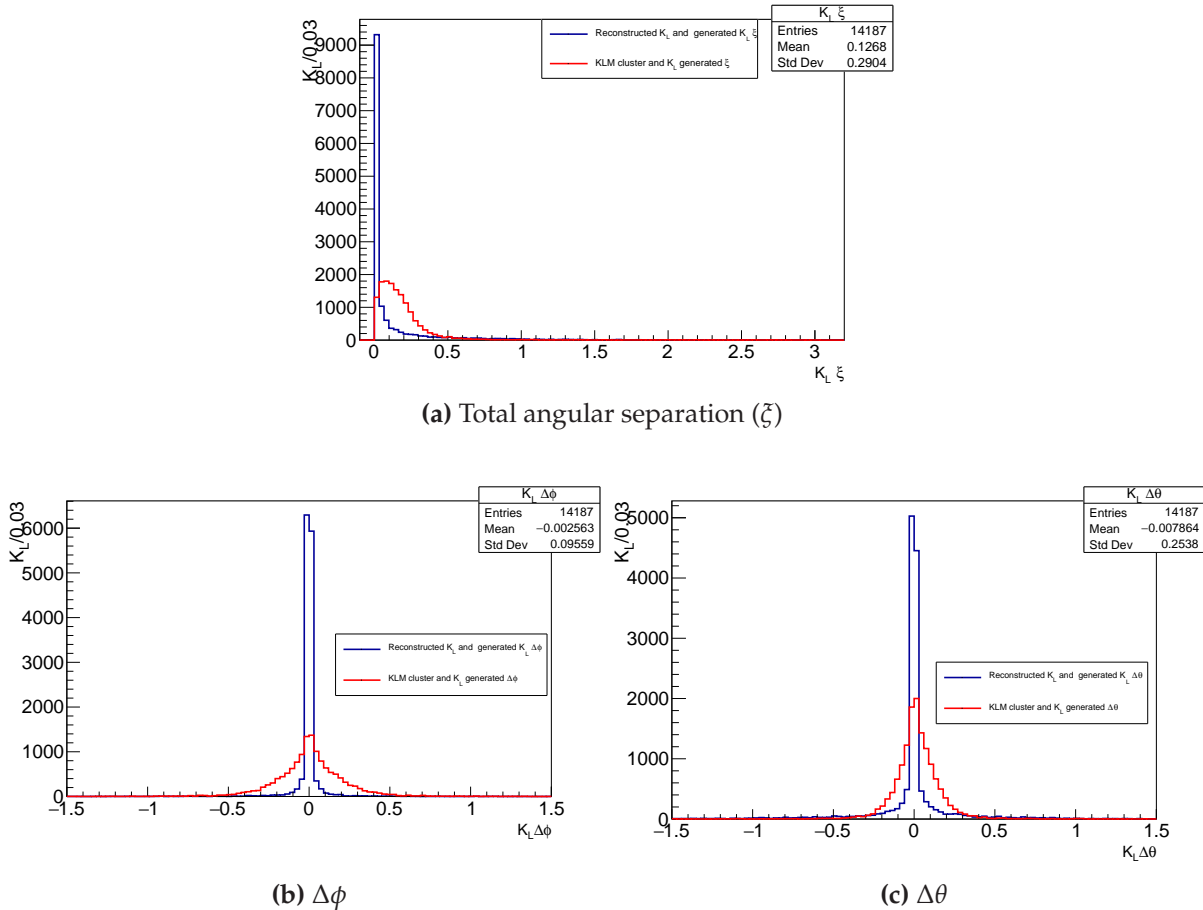 K_L ξ
Entries 14187
Mean 0.1268
Std Dev 0.2904
Reconstructed K_L and generated K_L ξ
KLM cluster and K_L generated ξ
K_L/0.03
9000
8000
7000
6000
5000
4000
3000
2000
1000
0
0 0.5 1 1.5 2 2.5 3
K_L ξ
(a) Total angular separation (ξ)
K_L Δϕ
Entries 14187
Mean −0.002563
Std Dev 0.09559
K_L/0.03
6000
5000
4000
3000
2000
1000
0
Reconstructed K_L and generated K_L Δϕ
KLM cluster and K_L generated Δϕ
−1.5 −1 −0.5 0 0.5 1 1.5
K_L Δϕ
(b) Δϕ
K_L Δθ
Entries 14187
Mean −0.007864
Std Dev 0.2538
K_L/0.03
5000
4000
3000
2000
1000
0
Reconstructed K_L and generated K_L Δθ
KLM cluster and K_L generated Δθ
−1.5 −1 −0.5 0 0.5 1 1.5
K_L Δθ
(c) Δθ